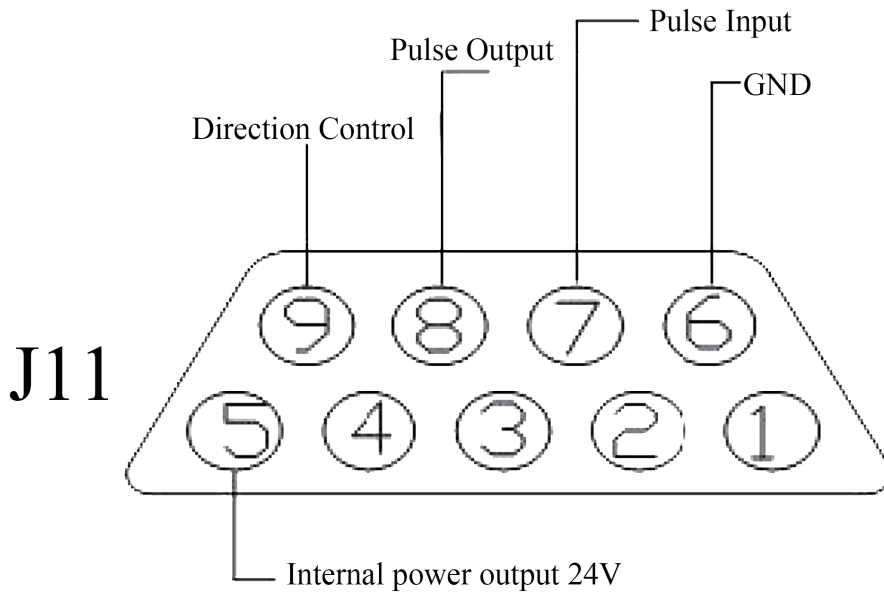 Pulse Input
Pulse Output
GND
Direction Control
9 8 7 6
J11
5 4 3 2 1
Internal power output 24V